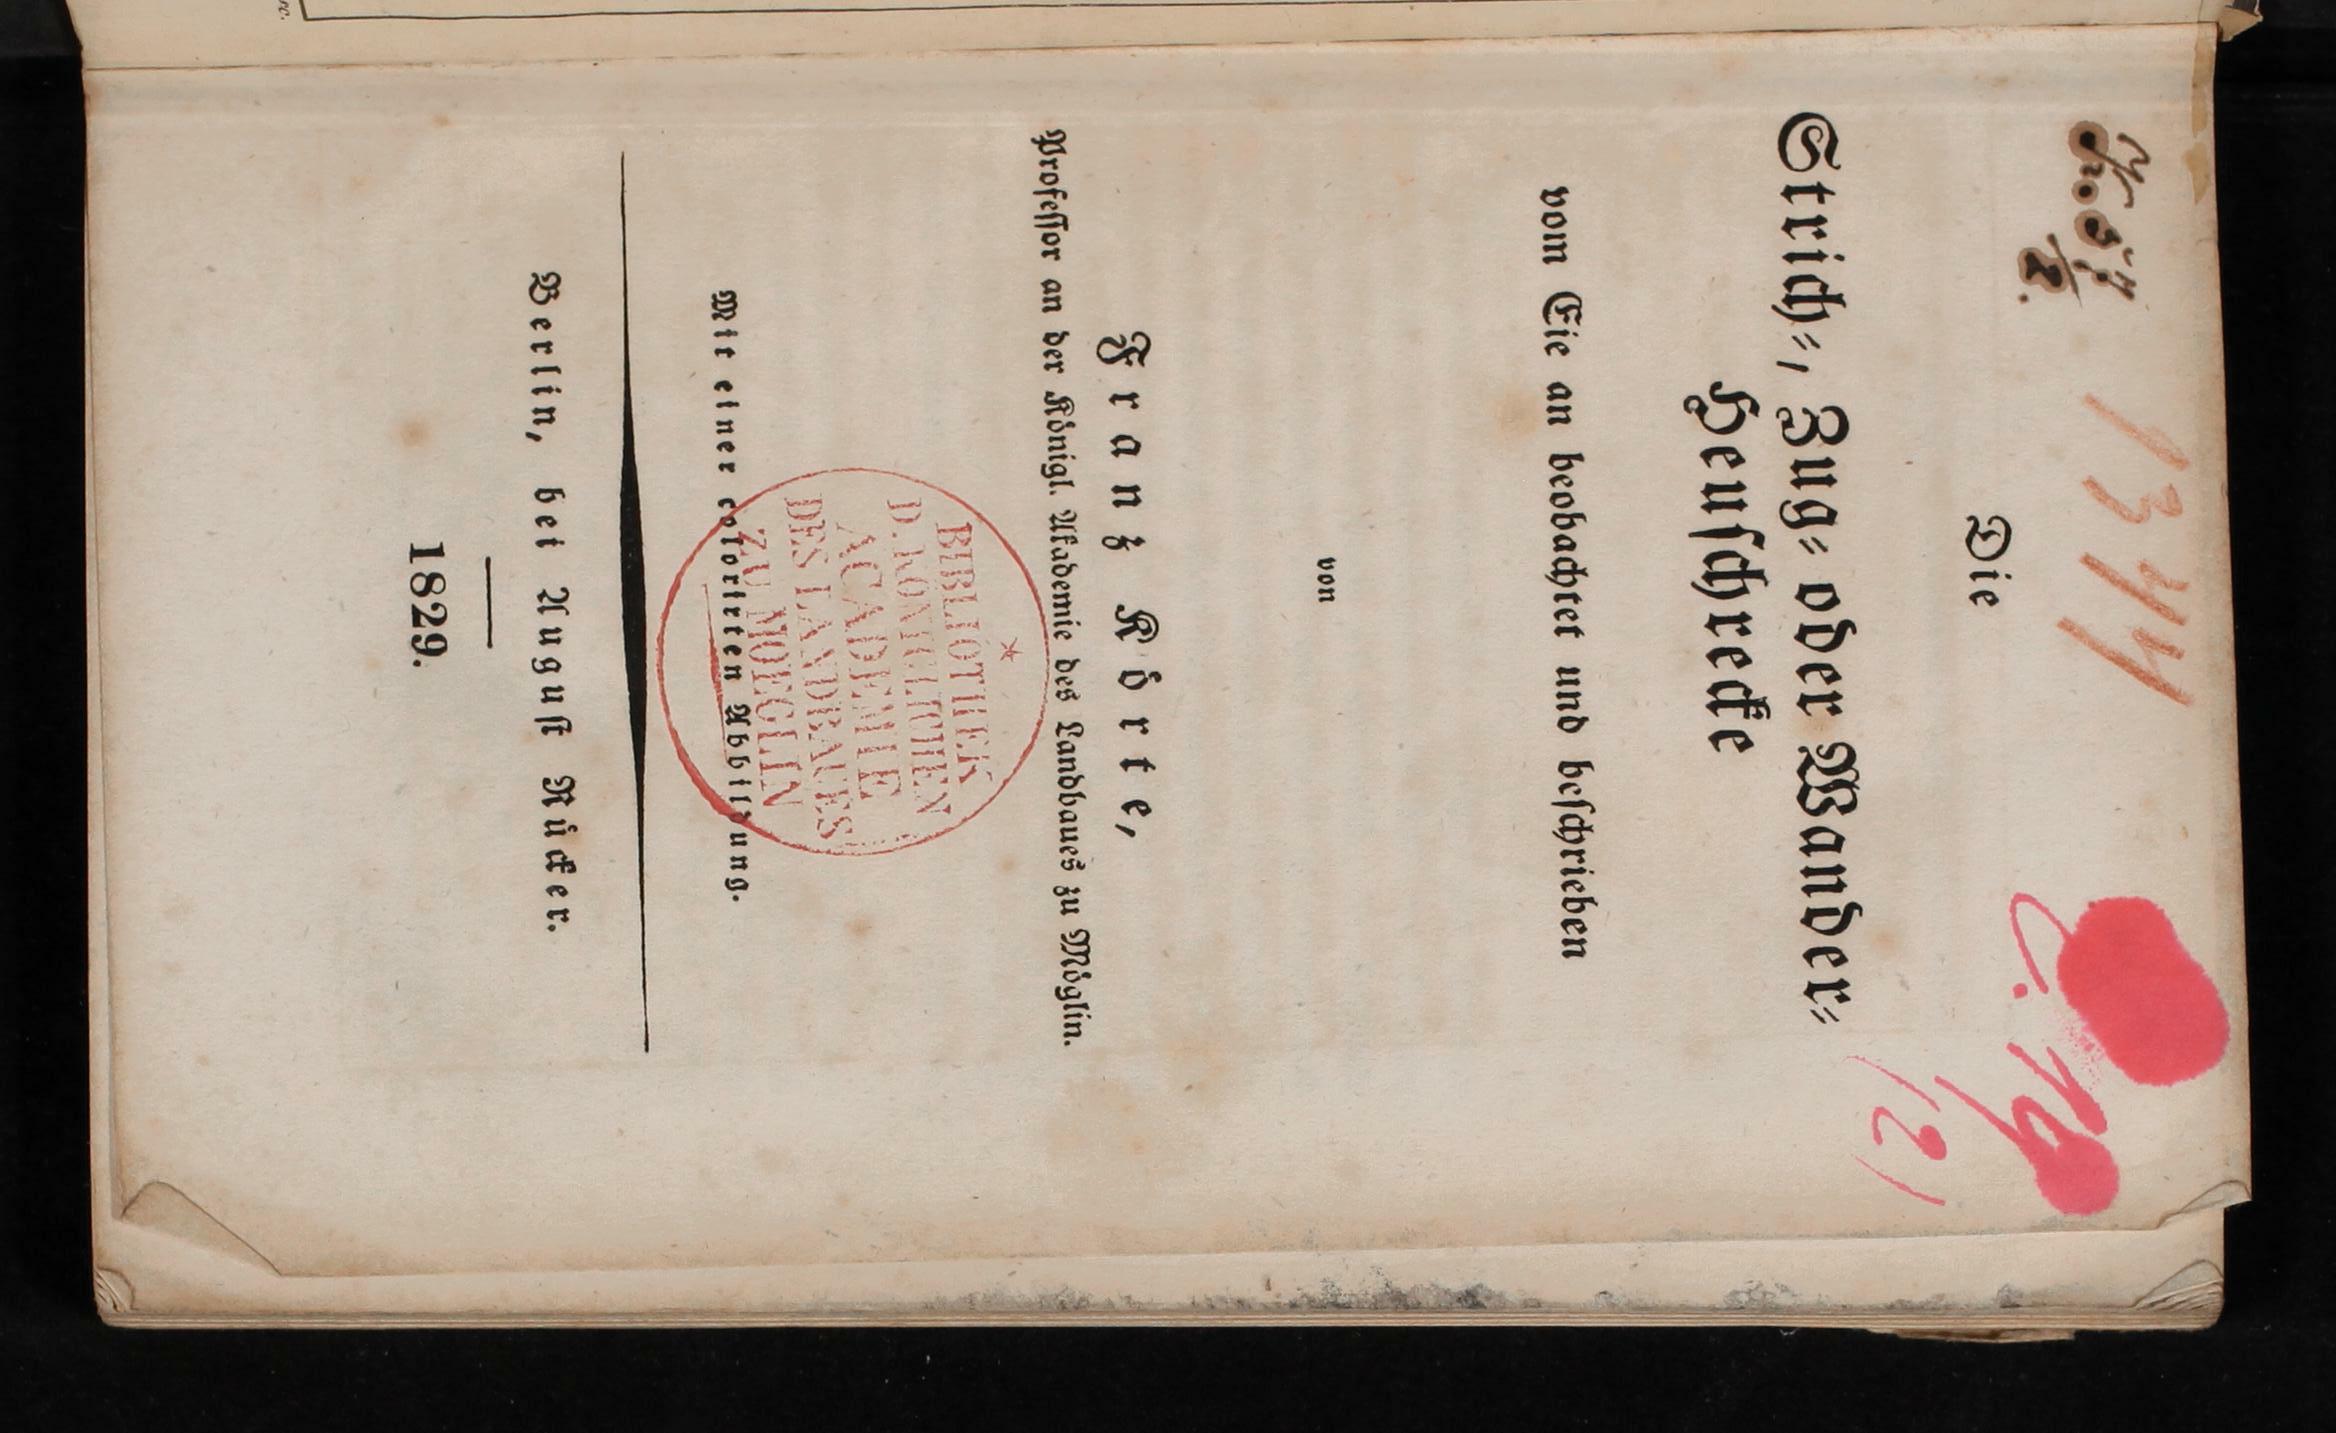 1344
Die
Strich⸗, Zug⸗ oder Wander⸗
Heuschrecke
vom Eie an beobachtet und beschrieben
von
Franz Körte,
Professor an der Königl. Akademie des Landbaues zu Möglin.
BIBLIOTHEK
D. KÖNIGLICHEN
ACADEMIE
DES LANDBAUES
ZU MOEGLIN
Mit einer colorirten Abbildung.
Berlin, bei August Rücker.
1829.